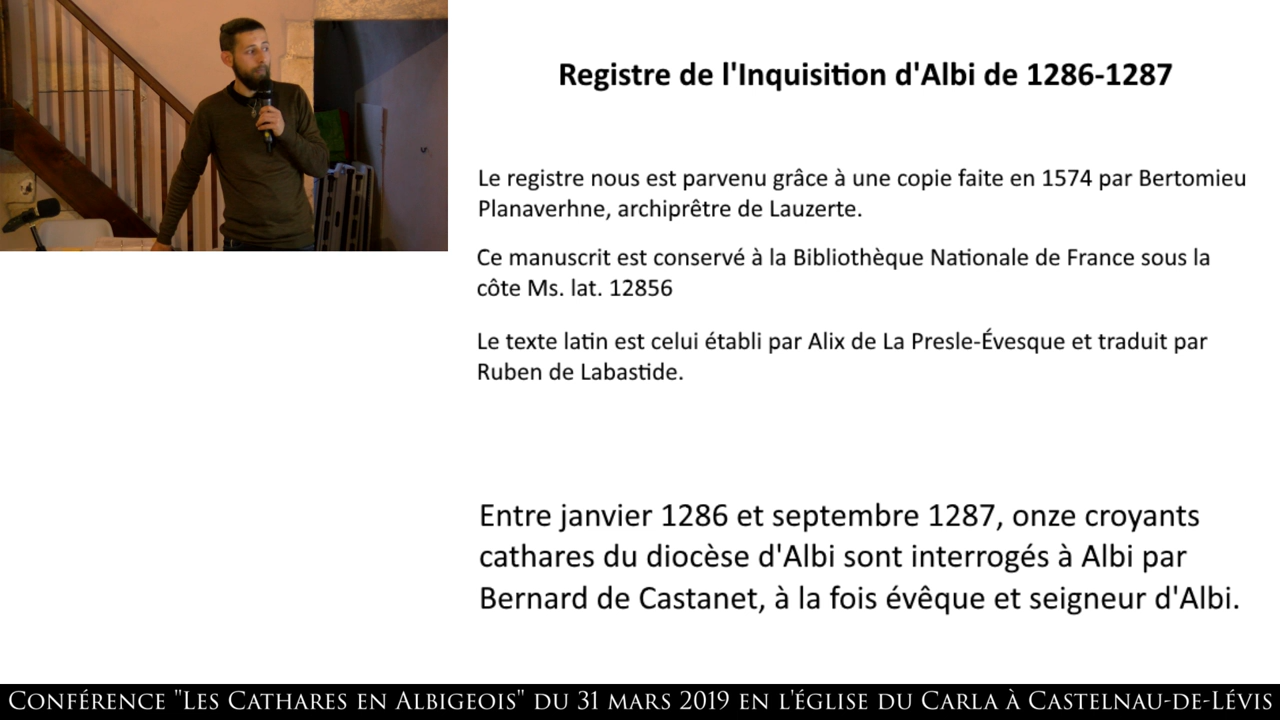 Registre de l'Inquisition d'Albi de 1286-1287
Le registre nous est parvenu grâce à une copie faite en 1574 par Bertomieu
Planaverhne, archiprêtre de Lauzerte.
Ce manuscrit est conservé à la Bibliothèque Nationale de France sous la
côte Ms. lat. 12856
Le texte latin est celui établi par Alix de La Presle-Évesque et traduit par
Ruben de Labastide.
Entre janvier 1286 et septembre 1287, onze croyants
cathares du diocèse d'Albi sont interrogés à Albi par
Bernard de Castanet, à la fois évêque et seigneur d'Albi.
Conférence "Les Cathares en Albigeois" du 31 mars 2019 en l'église du Carla à Castelnau-de-Lévis